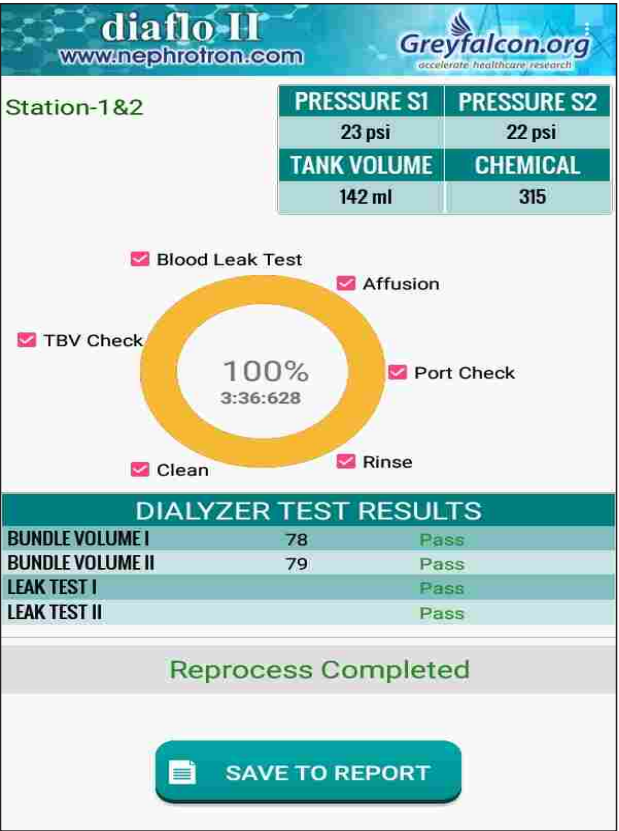 diaflo II
www.nephrotron.com
Greyfalcon.org
accelerate healthcare research
Station-1&2
PRESSURE S1 PRESSURE S2
23 psi 22 psi
TANK VOLUME CHEMICAL
142 ml 315
Blood Leak Test
Affusion
TBV Check
Port Check
100%
3:36:628
Rinse
Clean
DIALYZER TEST RESULTS
BUNDLE VOLUME I 78 Pass
BUNDLE VOLUME II 79 Pass
LEAK TEST I Pass
LEAK TEST II Pass
Reprocess Completed
SAVE TO REPORT